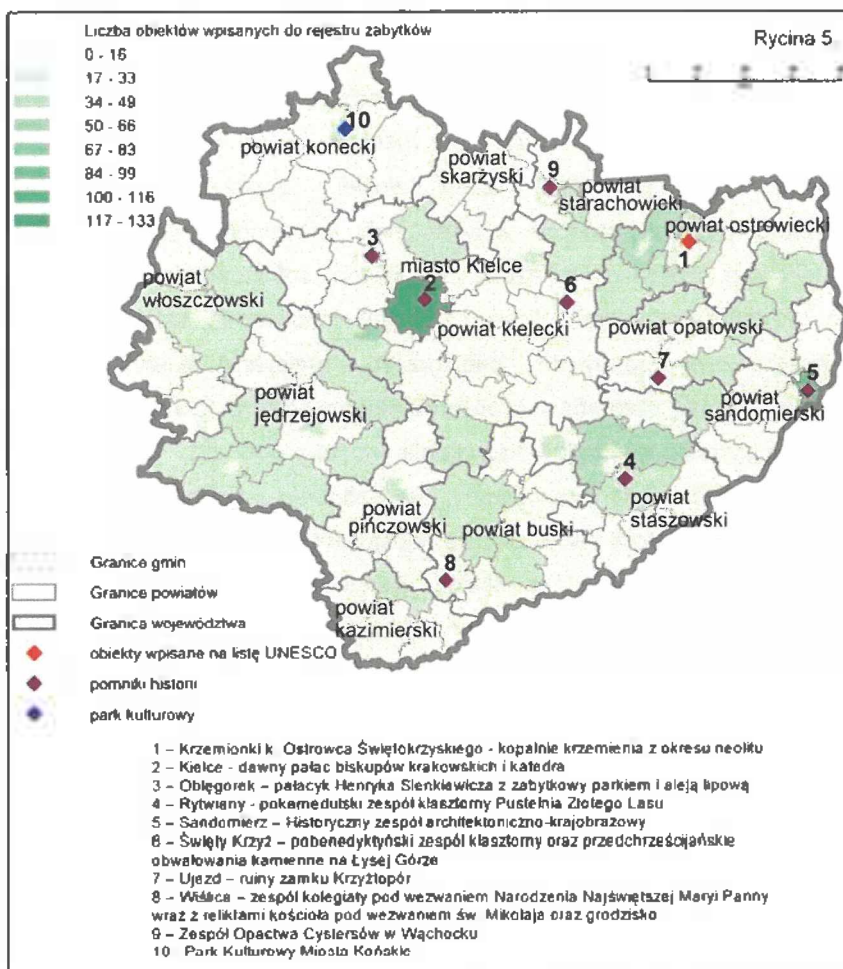 Liczba obiektów wpisanych do rejestru zabytków
Rycina 5
0 - 16
17 - 33
34 - 49
50 - 66
67 - 83
84 - 99
100 - 116
117 - 133
10
powiat konecki
powiat
skarżyski
9
powiat
starachowicki
powiat ostrowiecki
1
3
miasto Kielce
2
6
powiat
włoszczowski
powiat kielecki
powiat opatowski
7
5
powiat
jędrzejowski
powiat
sandomierski
4
powiat
staszowski
powiat
pińczowski
powiat buski
8
powiat
kazimierski
Granice gmin
Granice powiatów
Granica województwa
obiekty wpisane na listę UNESCO
pomniki historii
park kulturowy
1 – Krzemionki k. Ostrowca Świętokrzyskiego - kopalnie krzemienia z okresu neolitu
2 – Kielce - dawny pałac biskupów krakowskich i katedra
3 – Oblęgorek – pałacyk Henryka Sienkiewicza z zabytkowy parkiem i aleją lipową
4 – Rytwiany - pokamedulski zespół klasztorny Pustelnia Złotego Lasu
5 – Sandomierz – Historyczny zespół architektoniczno-krajobrazowy
6 – Święty Krzyż – pobenedyktyński zespół klasztorny oraz przedchrześcijańskie
obwałowania kamienne na Łysej Górze
7 – Ujazd – ruiny zamku Krzyżtopór
8 – Wiślica – zespół kolegiaty pod wezwaniem Narodzenia Najświętszej Maryi Panny
wraz z reliktami kościoła pod wezwaniem św. Mikołaja oraz grodzisko
9 – Zespół Opactwa Cystersów w Wąchocku
10 Park Kulturowy Miasta Końskie